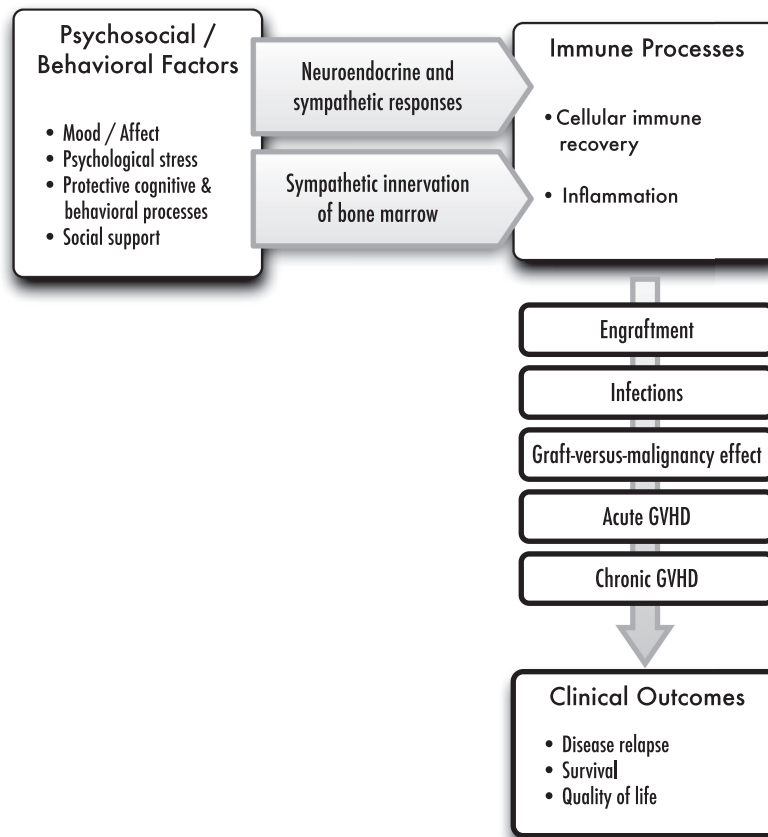 Psychosocial /
Behavioral Factors
• Mood / Affect
• Psychological stress
• Protective cognitive &
behavioral processes
• Social support
Neuroendocrine and
sympathetic responses
Sympathetic innervation
of bone marrow
Immune Processes
• Cellular immune
recovery
• Inflammation
Engraftment
Infections
Graft-versus-malignancy effect
Acute GVHD
Chronic GVHD
Clinical Outcomes
• Disease relapse
• Survival
• Quality of life